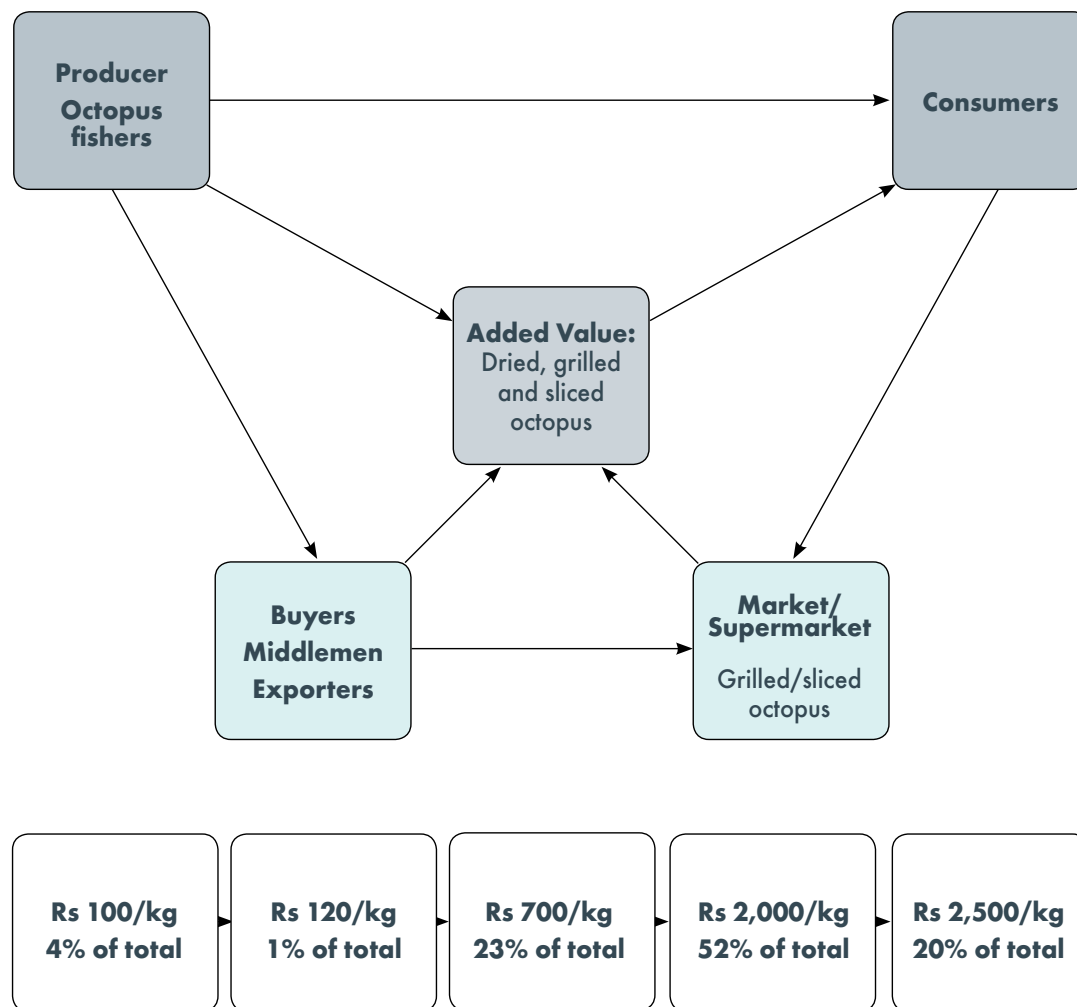 Producer
Octopus
fishers
Consumers
Added Value:
Dried, grilled
and sliced
octopus
Buyers
Middlemen
Exporters
Market/
Supermarket
Grilled/sliced
octopus
Rs 100/kg
4% of total
Rs 120/kg
1% of total
Rs 700/kg
23% of total
Rs 2,000/kg
52% of total
Rs 2,500/kg
20% of total